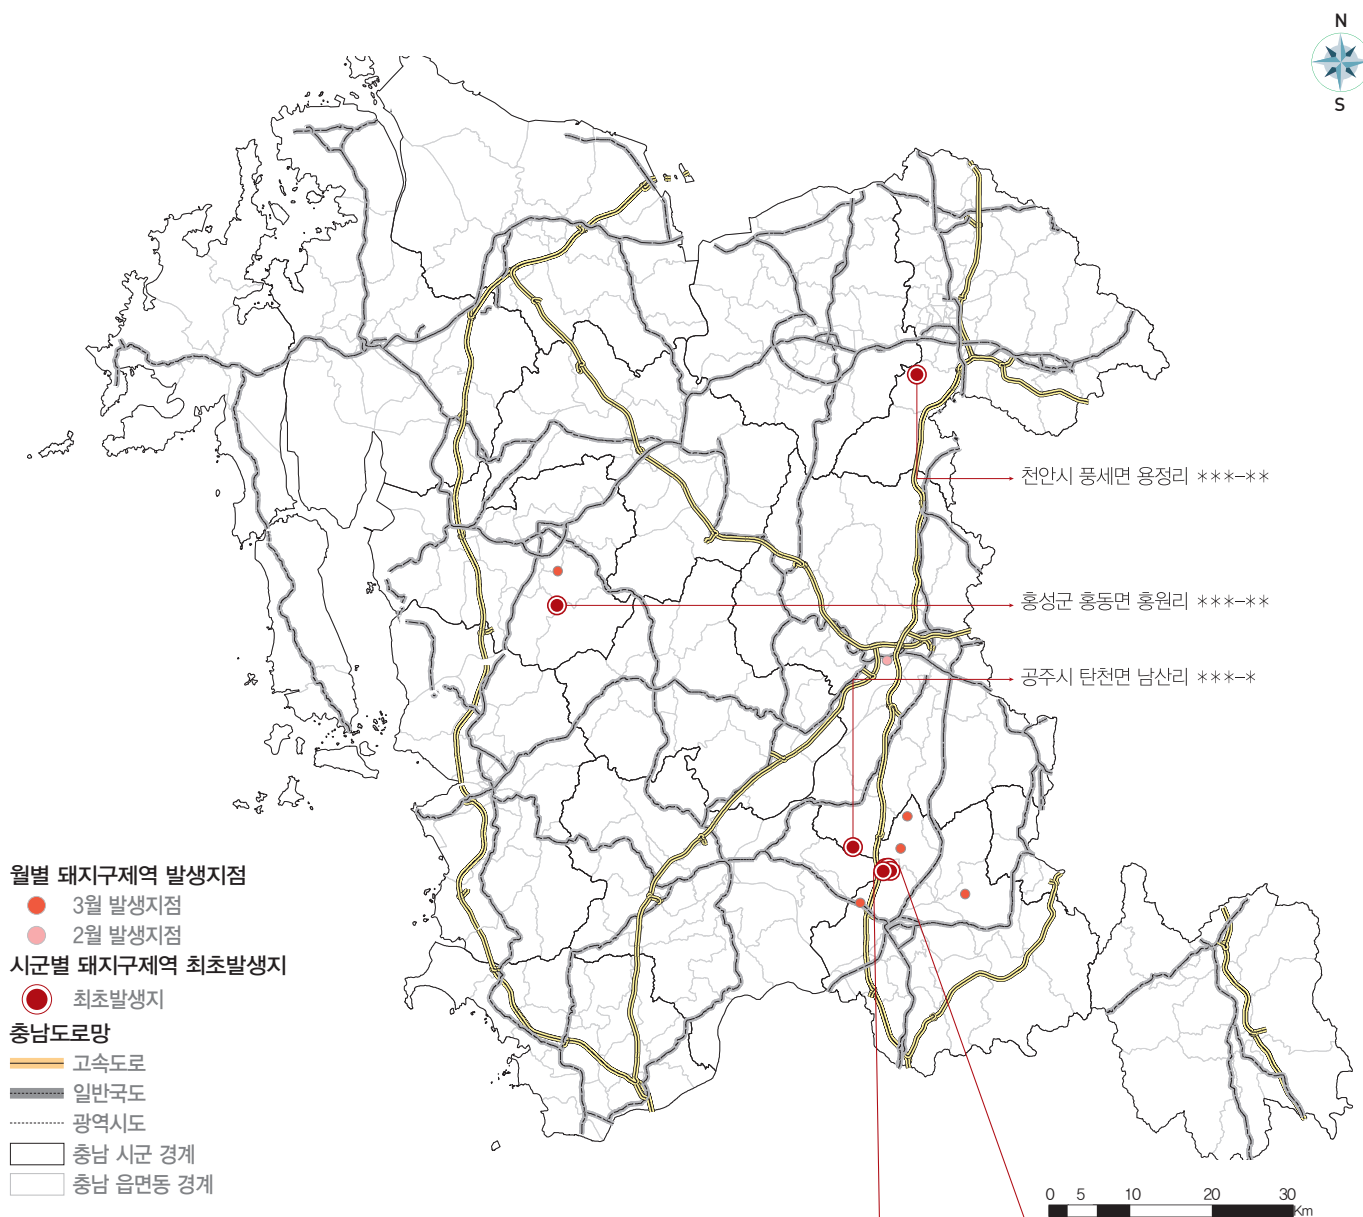 N
S
천안시 풍세면 용정리 ***-**
홍성군 홍동면 홍원리 ***-**
공주시 탄천면 남산리 ***-*
월별 돼지구제역 발생지점
3월 발생지점
2월 발생지점
시군별 돼지구제역 최초발생지
최초발생지
충남도로망
고속도로
일반국도
광역시도
충남 시군 경계
충남 읍면동 경계
0 5 10 20 30
Km